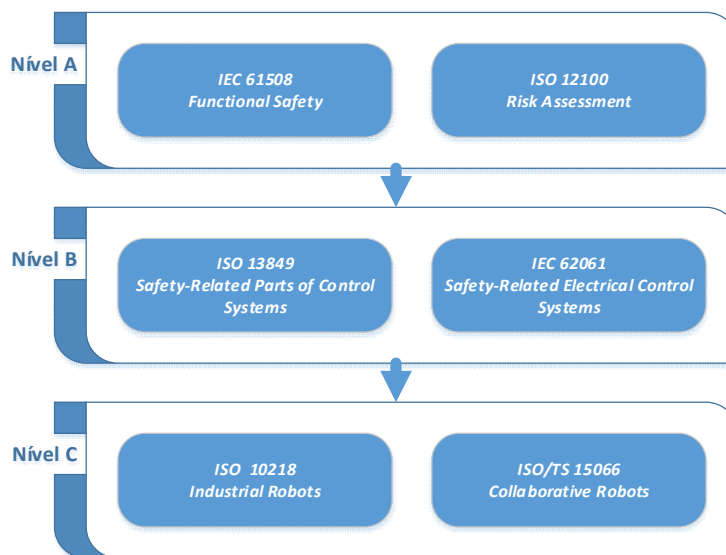 Nível A
IEC 61508
Functional Safety
ISO 12100
Risk Assessment
Nível B
ISO 13849
Safety-Related Parts of Control
Systems
IEC 62061
Safety-Related Electrical Control
Systems
Nível C
ISO 10218
Industrial Robots
ISO/TS 15066
Collaborative Robots